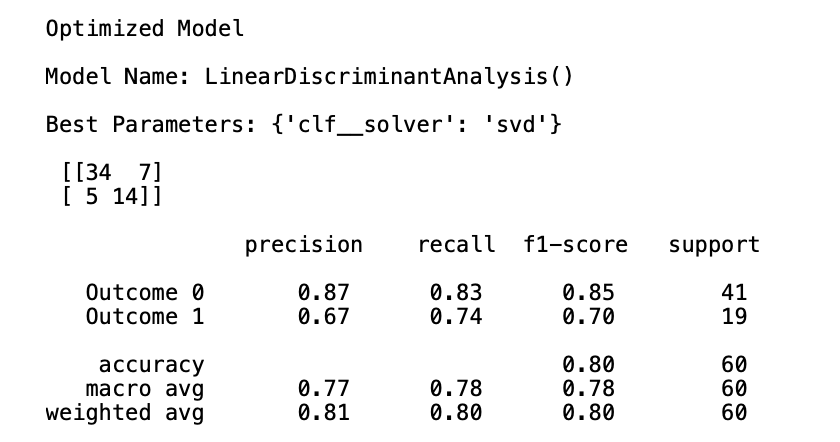 Optimized Model
Model Name: LinearDiscriminantAnalysis()
Best Parameters: {'clf__solver': 'svd'}
[[34  7]
[ 5 14]]
precision recall f1-score support
Outcome 0 0.87 0.83 0.85 41
Outcome 1 0.67 0.74 0.70 19
accuracy 0.80 60
macro avg 0.77 0.78 0.78 60
weighted avg 0.81 0.80 0.80 60